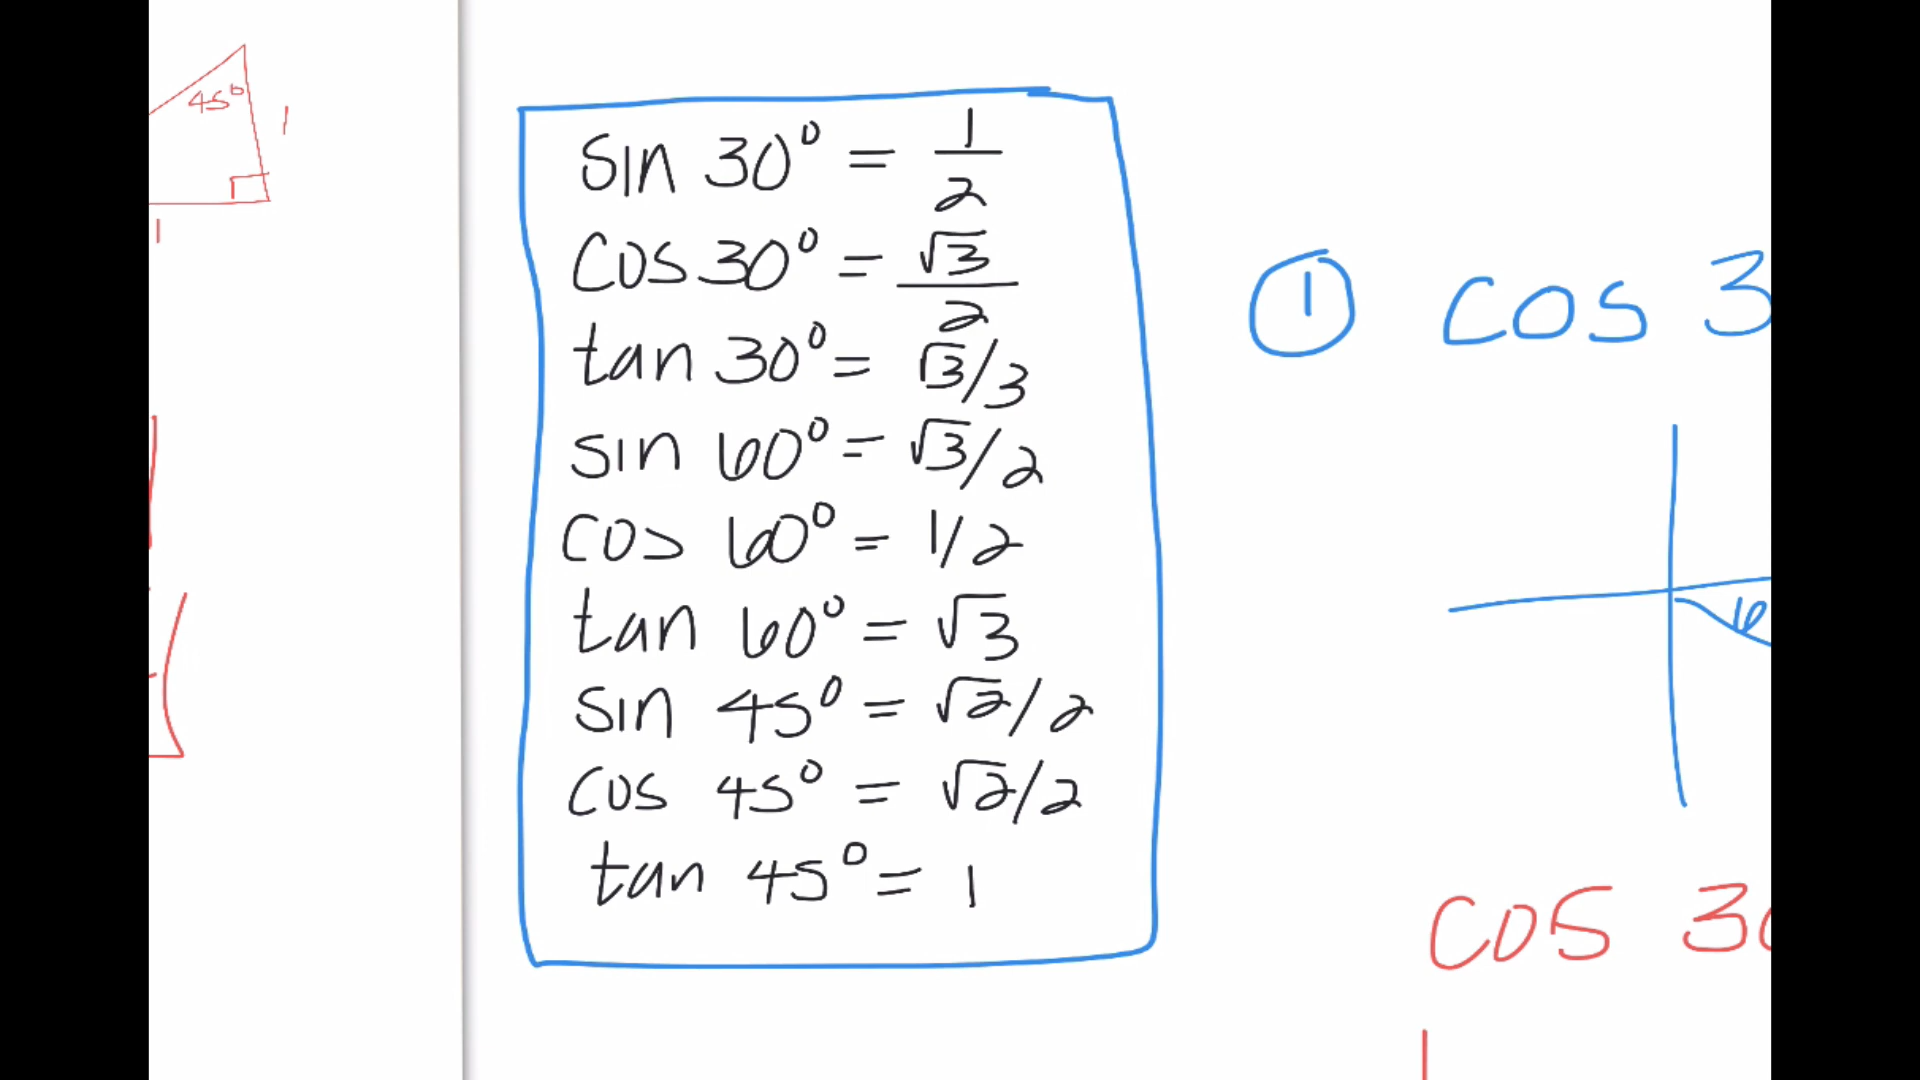 45°
1
1
sin 30° = 1/2
cos 30° = √3/2
tan 30° = √3/3
sin 60° = √3/2
cos 60° = 1/2
tan 60° = √3
sin 45° = √2/2
cos 45° = √2/2
tan 45° = 1
① cos 3
cos 30